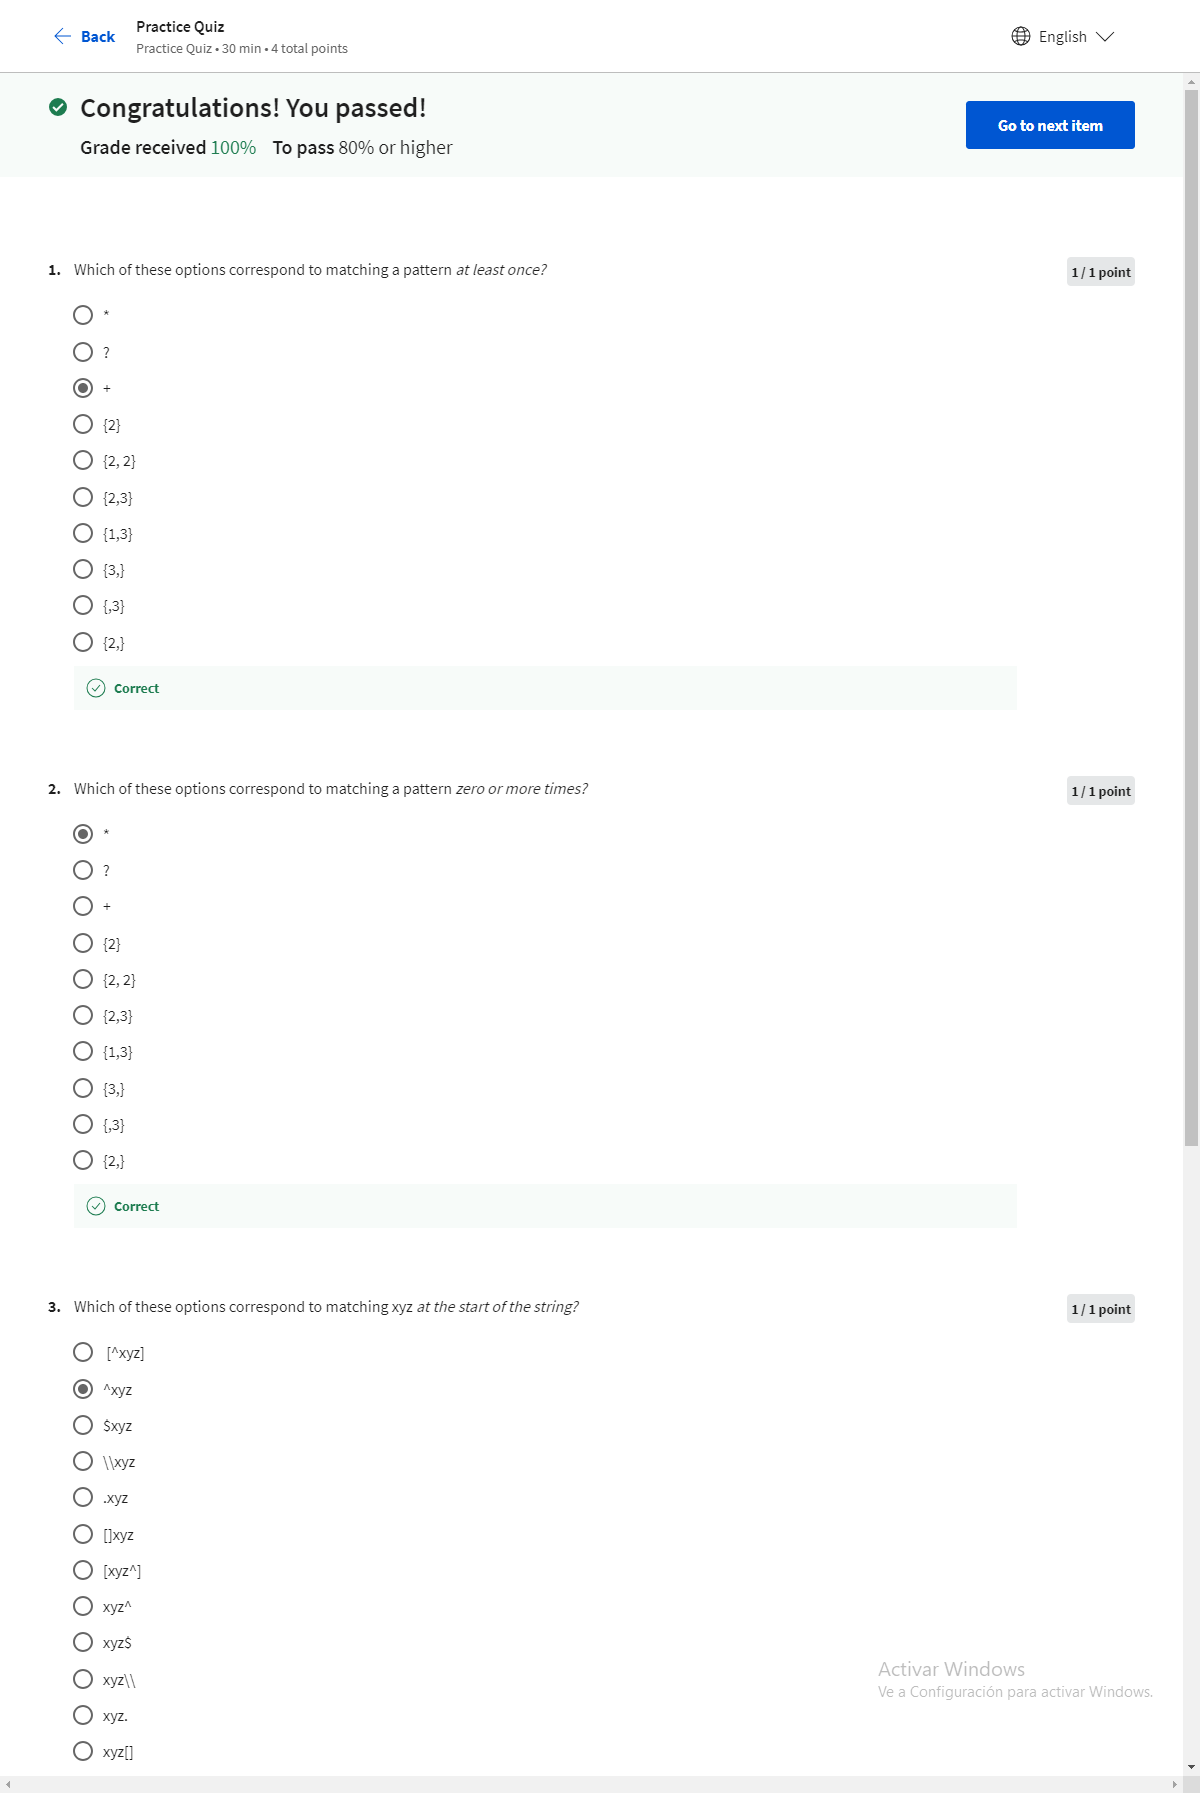 Back
Practice Quiz
Practice Quiz • 30 min • 4 total points
English
Congratulations! You passed!
Go to next item
Grade received 100% To pass 80% or higher
1. Which of these options correspond to matching a pattern at least once?
1 / 1 point
*
?
+
{2}
{2, 2}
{2,3}
{1,3}
{3,}
{,3}
{2,}
Correct
2. Which of these options correspond to matching a pattern zero or more times?
1 / 1 point
*
?
+
{2}
{2, 2}
{2,3}
{1,3}
{3,}
{,3}
{2,}
Correct
3. Which of these options correspond to matching xyz at the start of the string?
1 / 1 point
[^xyz]
^xyz
$xyz
\\xyz
.xyz
[]xyz
[xyz^]
xyz^
xyz$
xyz\\
xyz.
xyz[]
Activar Windows
Ve a Configuración para activar Windows.